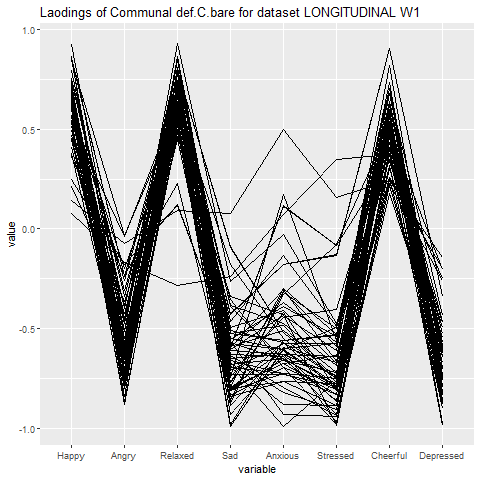 Laodings of Communal def.C.bare for dataset LONGITUDINAL W1
1.0
0.5
0.0
-0.5
-1.0
value
Happy Angry Relaxed Sad Anxious Stressed Cheerful Depressed
variable